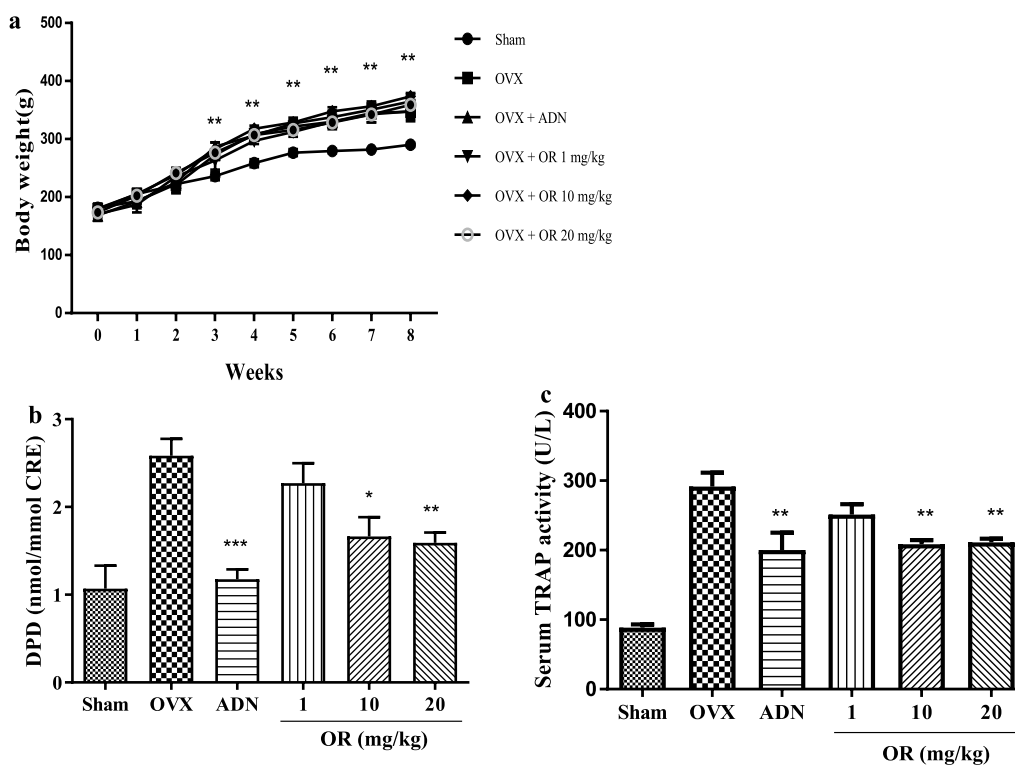 a
500
400
300
200
100
0
Body weight(g)
** ** ** ** ** **
0 1 2 3 4 5 6 7 8
Weeks
Sham
OVX
OVX + ADN
OVX + OR 1 mg/kg
OVX + OR 10 mg/kg
OVX + OR 20 mg/kg
b
3
2
1
0
DPD (nmol/mmol CRE)
*** * **
Sham OVX ADN 1 10 20
OR (mg/kg)
c
400
300
200
100
0
Serum TRAP activity (U/L)
** ** **
Sham OVX ADN 1 10 20
OR (mg/kg)